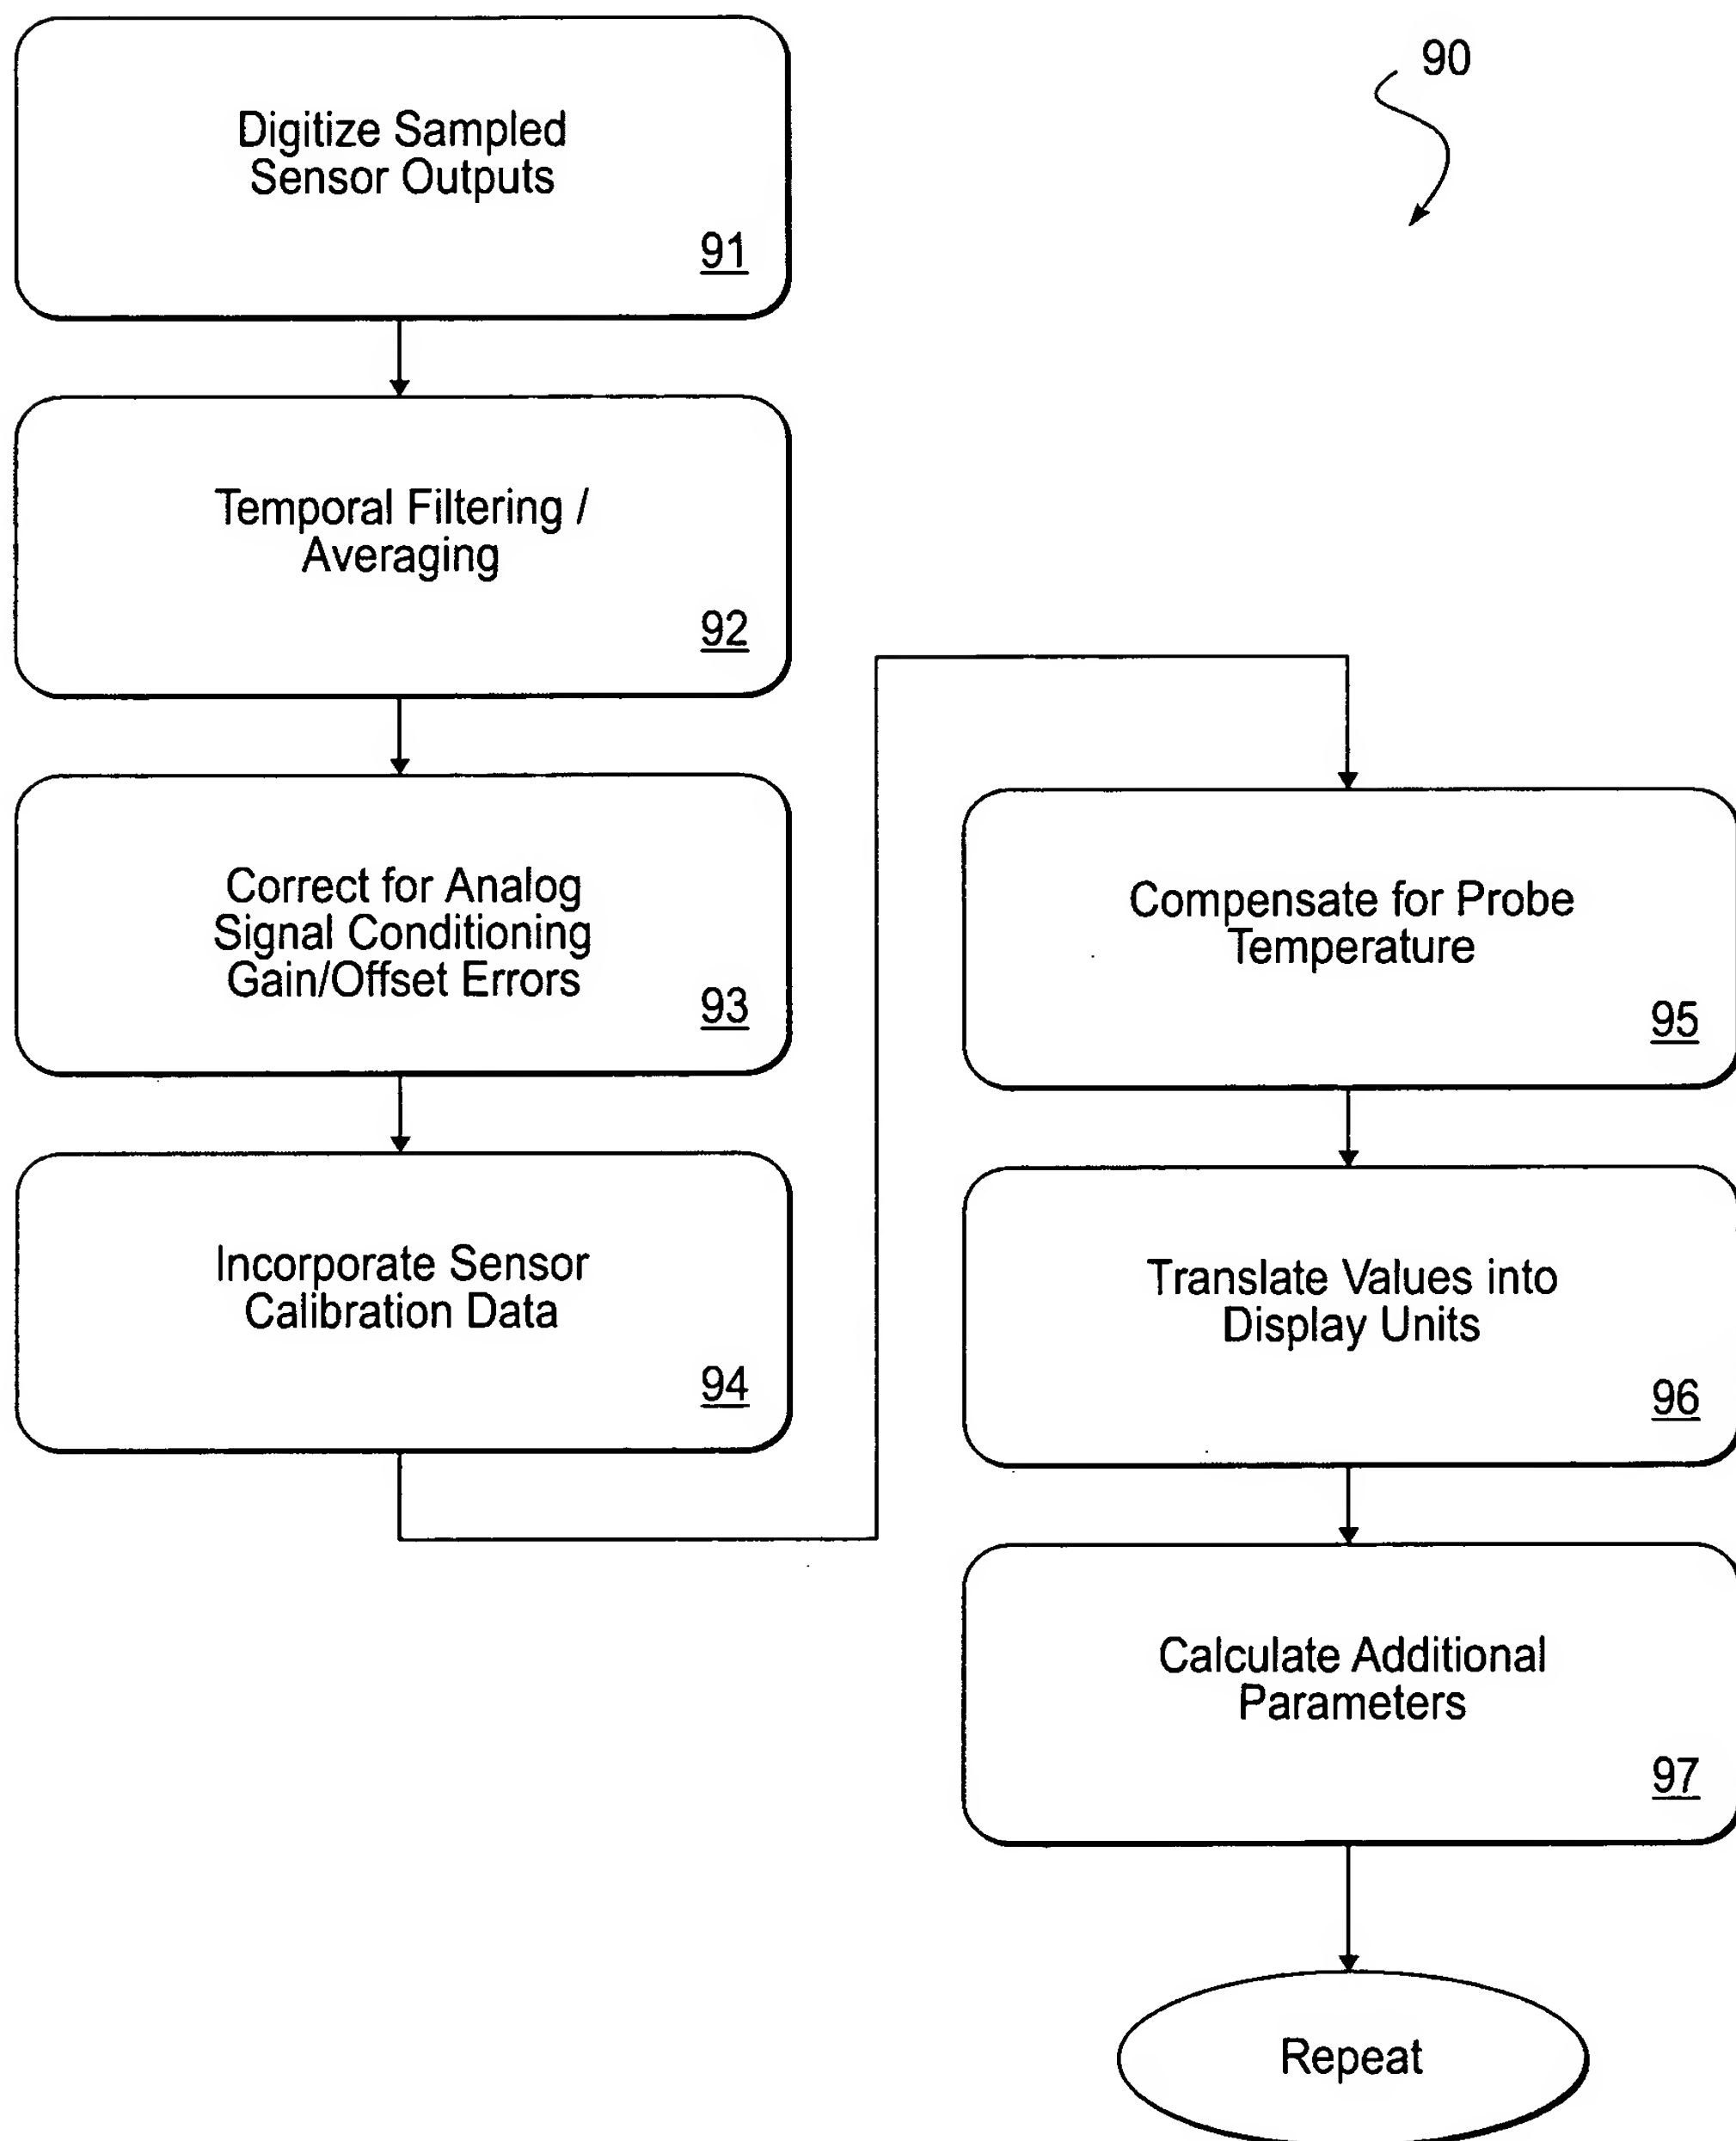 90
Digitize Sampled
Sensor Outputs
91
Temporal Filtering /
Averaging
92
Correct for Analog
Signal Conditioning
Gain/Offset Errors
93
Incorporate Sensor
Calibration Data
94
Compensate for Probe
Temperature
95
Translate Values into
Display Units
96
Calculate Additional
Parameters
97
Repeat